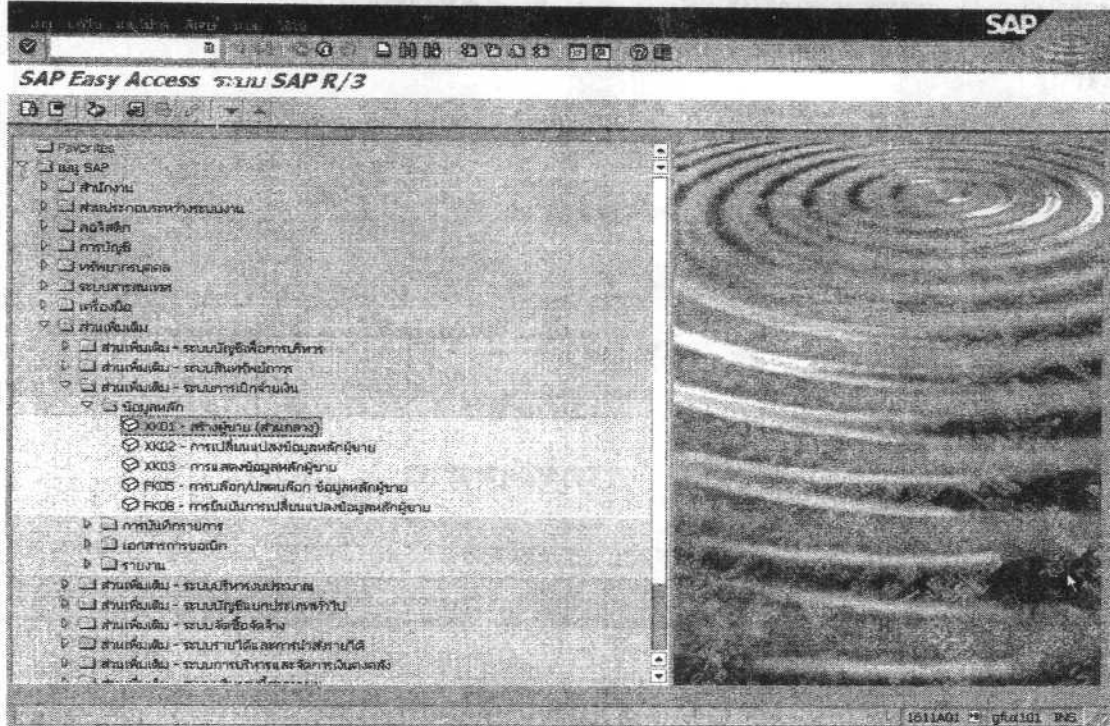 SAP
SAP Easy Access ระบบ SAP R/3
Favorites
เมนู SAP
สำนักงาน
ส่วนประกอบระหว่างระบบงาน
ลอจิสติก
การบัญชี
ทรัพยากรบุคคล
ระบบสารสนเทศ
เครื่องมือ
ส่วนเพิ่มเติม
ส่วนเพิ่มเติม - ระบบบัญชีเพื่อการบริหาร
ส่วนเพิ่มเติม - ระบบสินทรัพย์ถาวร
ส่วนเพิ่มเติม - ระบบการเบิกจ่ายเงิน
ข้อมูลหลัก
XK01 - สร้างผู้ขาย (ส่วนกลาง)
XK02 - การเปลี่ยนแปลงข้อมูลหลักผู้ขาย
XK03 - การแสดงข้อมูลหลักผู้ขาย
FK05 - การบล็อก/ปลดบล็อก ข้อมูลหลักผู้ขาย
FK08 - การยืนยันการเปลี่ยนแปลงข้อมูลหลักผู้ขาย
การบันทึกรายการ
เอกสารการขอเบิก
รายงาน
ส่วนเพิ่มเติม - ระบบบริหารงบประมาณ
ส่วนเพิ่มเติม - ระบบบัญชีแยกประเภททั่วไป
ส่วนเพิ่มเติม - ระบบจัดซื้อจัดจ้าง
ส่วนเพิ่มเติม - ระบบรายได้และการนำส่งรายได้
ส่วนเพิ่มเติม - ระบบการบริหารและจัดการเงินคงคลัง
1611A01 gfux101 INS